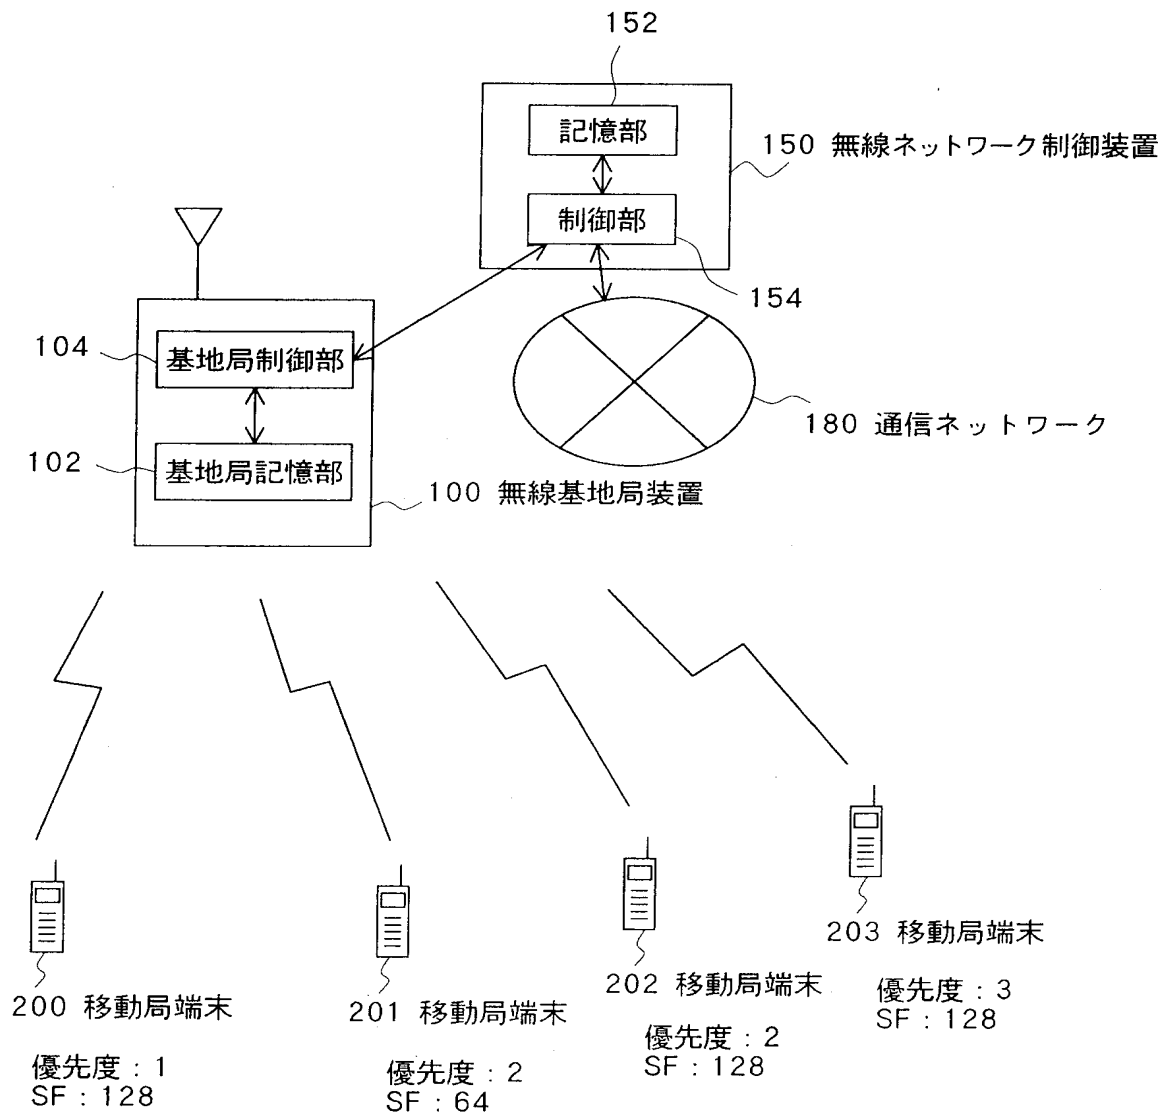 152
記憶部
150 無線ネットワーク制御装置
制御部
154
104
基地局制御部
180 通信ネットワーク
102
基地局記憶部
100 無線基地局装置
203 移動局端末
優先度：3
SF：128
202 移動局端末
優先度：2
SF：128
200 移動局端末
優先度：1
SF：128
201 移動局端末
優先度：2
SF：64